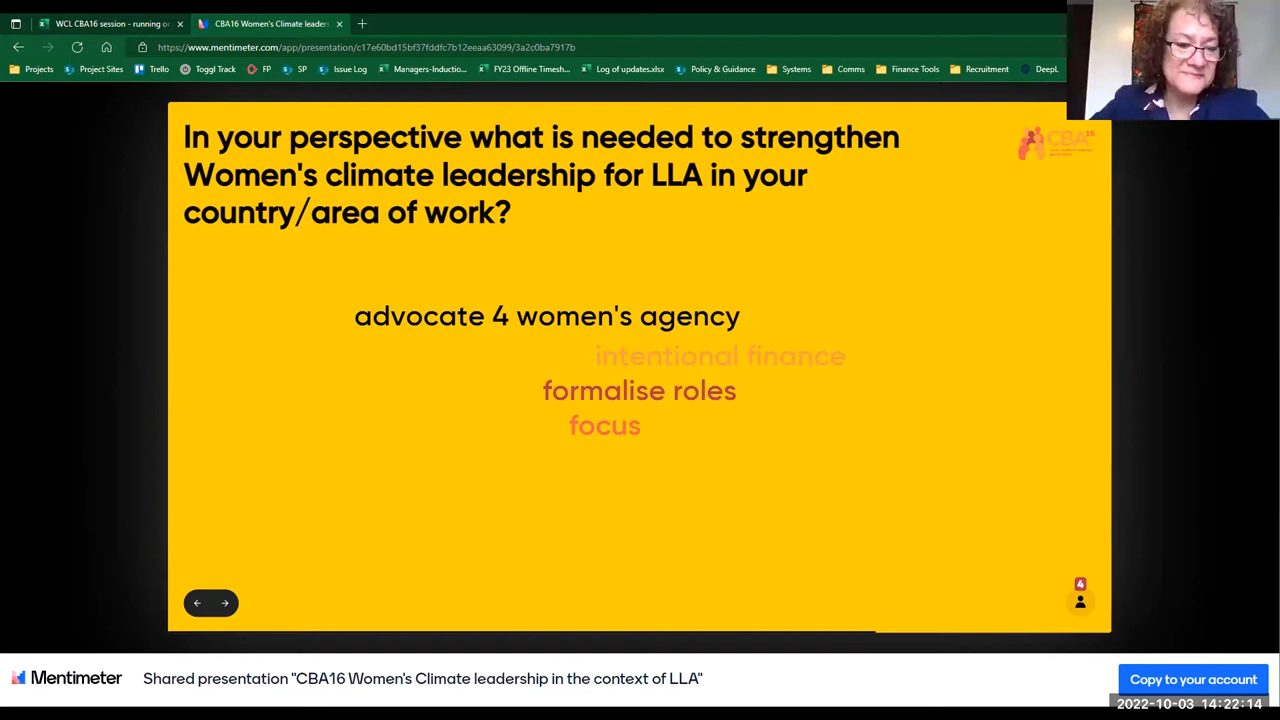 WCL CBA16 session - running or
CBA16 Women's Climate leaders
https://www.mentimeter.com/app/presentation/c17e60bd15bf37fddfc7b12eeaa63099/3a2c0ba7917b
Projects Project Sites Trello Toggl Track FP SP Issue Log Managers-Inductio... FY23 Offline Timesh... Log of updates.xlsx Policy & Guidance Systems Comms Finance Tools Recruitment DeepL
In your perspective what is needed to strengthen
Women's climate leadership for LLA in your
country/area of work?
CBA16
advocate 4 women's agency
intentional finance
formalise roles
focus
4
Mentimeter
Shared presentation "CBA16 Women's Climate leadership in the context of LLA"
Copy to your account
2022-10-03 14:22:14